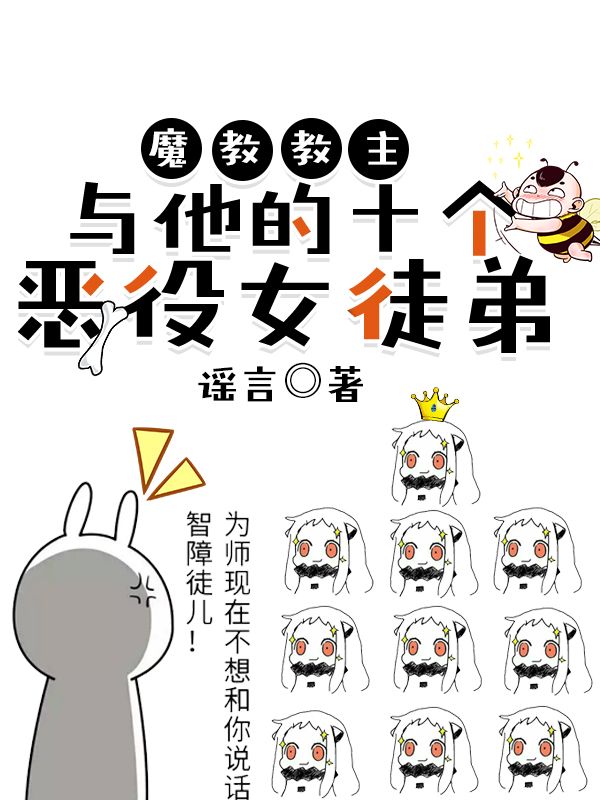 魔教教主
与他的十个
恶役女徒弟
谣言◎著
为师现在不想和你说话
智障徒儿！